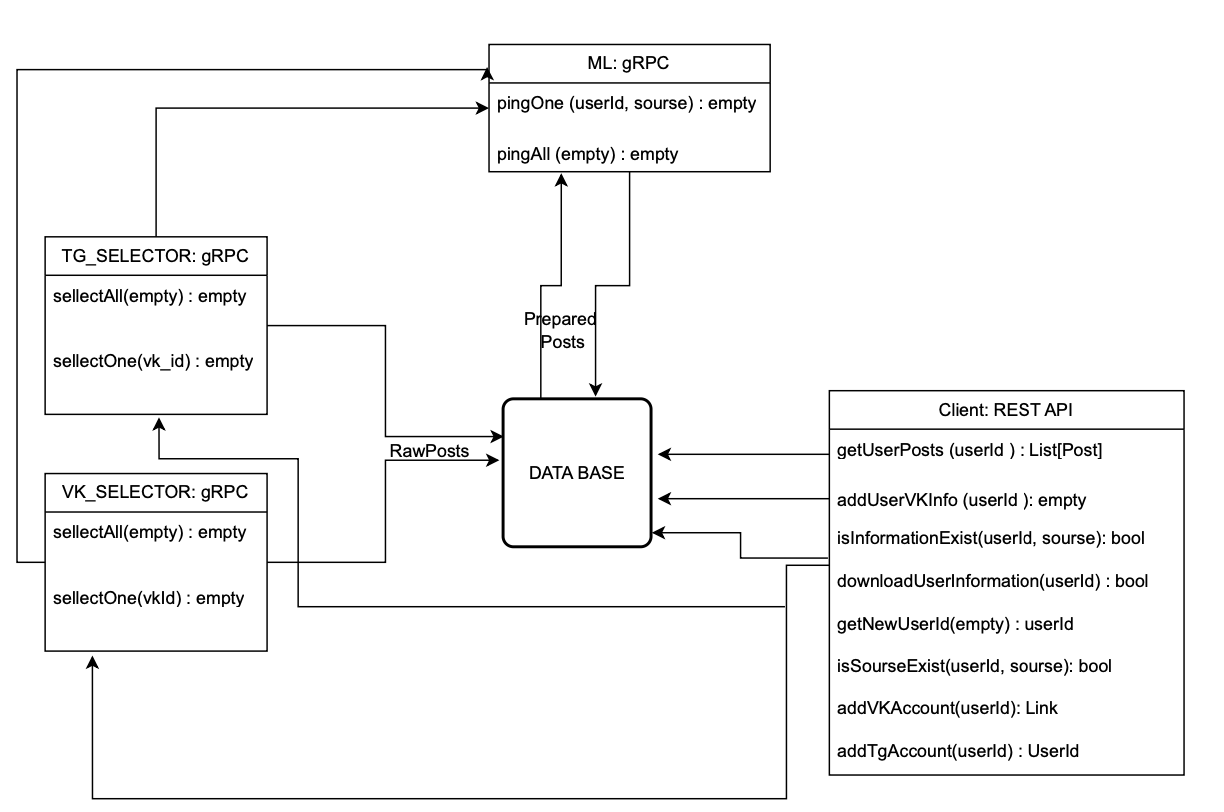 ML: gRPC
pingOne (userId, sourse) : empty
pingAll (empty) : empty
TG_SELECTOR: gRPC
sellectAll(empty) : empty
sellectOne(vk_id) : empty
Prepared
Posts
Client: REST API
getUserPosts (userId ) : List[Post]
addUserVKInfo (userId ): empty
isInformationExist(userId, sourse): bool
downloadUserInformation(userId) : bool
getNewUserId(empty) : userId
isSourseExist(userId, sourse): bool
addVKAccount(userId): Link
addTgAccount(userId) : UserId
RawPosts
DATA BASE
VK_SELECTOR: gRPC
sellectAll(empty) : empty
sellectOne(vkId) : empty